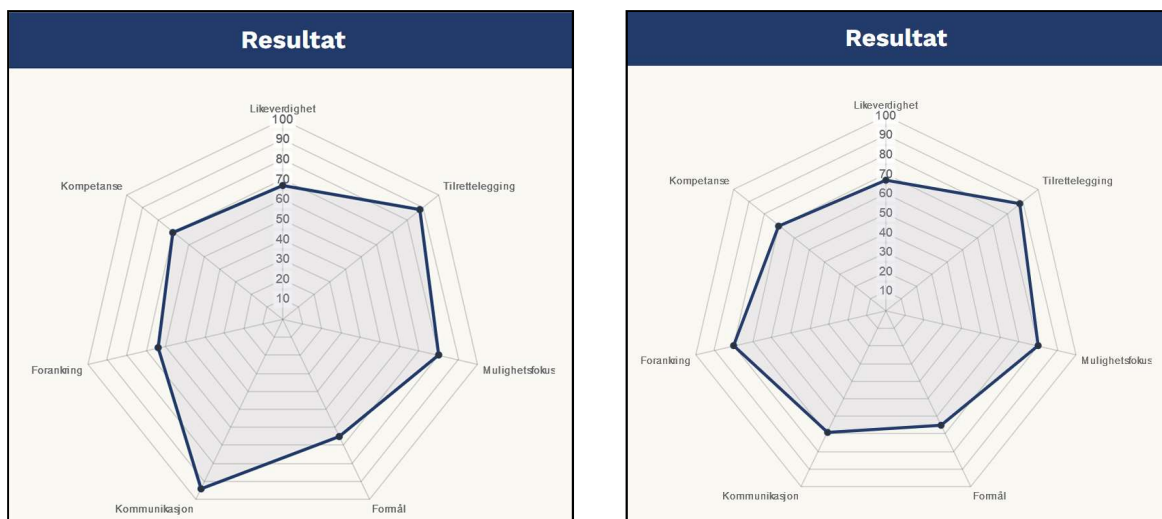 Resultat
Likeverdighet
100
90
80
70
60
50
40
30
20
10
Kompetanse
Tilrettelegging
Forankring
Mulighetsfokus
Kommunikasjon
Formål
Resultat
Likeverdighet
100
90
80
70
60
50
40
30
20
10
Kompetanse
Tilrettelegging
Forankring
Mulighetsfokus
Kommunikasjon
Formål